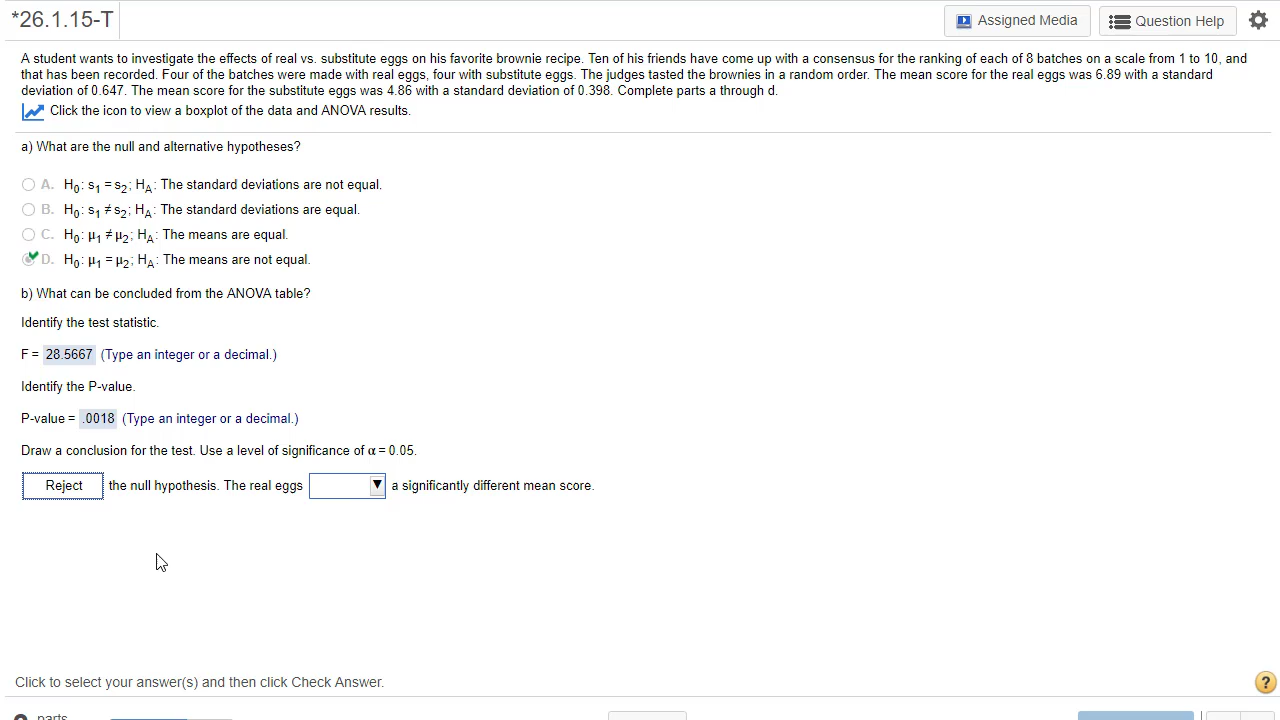 *26.1.15-T
Assigned Media
Question Help
A student wants to investigate the effects of real vs. substitute eggs on his favorite brownie recipe. Ten of his friends have come up with a consensus for the ranking of each of 8 batches on a scale from 1 to 10, and
that has been recorded. Four of the batches were made with real eggs, four with substitute eggs. The judges tasted the brownies in a random order. The mean score for the real eggs was 6.89 with a standard
deviation of 0.647. The mean score for the substitute eggs was 4.86 with a standard deviation of 0.398. Complete parts a through d.
Click the icon to view a boxplot of the data and ANOVA results.
a) What are the null and alternative hypotheses?
A. H₀: s₁ = s₂; H_A: The standard deviations are not equal.
B. H₀: s₁ ≠ s₂; H_A: The standard deviations are equal.
C. H₀: μ₁ ≠ μ₂; H_A: The means are equal.
D. H₀: μ₁ = μ₂; H_A: The means are not equal.
b) What can be concluded from the ANOVA table?
Identify the test statistic.
F = 28.5667 (Type an integer or a decimal.)
Identify the P-value.
P-value = .0018 (Type an integer or a decimal.)
Draw a conclusion for the test. Use a level of significance of α = 0.05.
Reject the null hypothesis. The real eggs ▼ a significantly different mean score.
Click to select your answer(s) and then click Check Answer.
?
parts